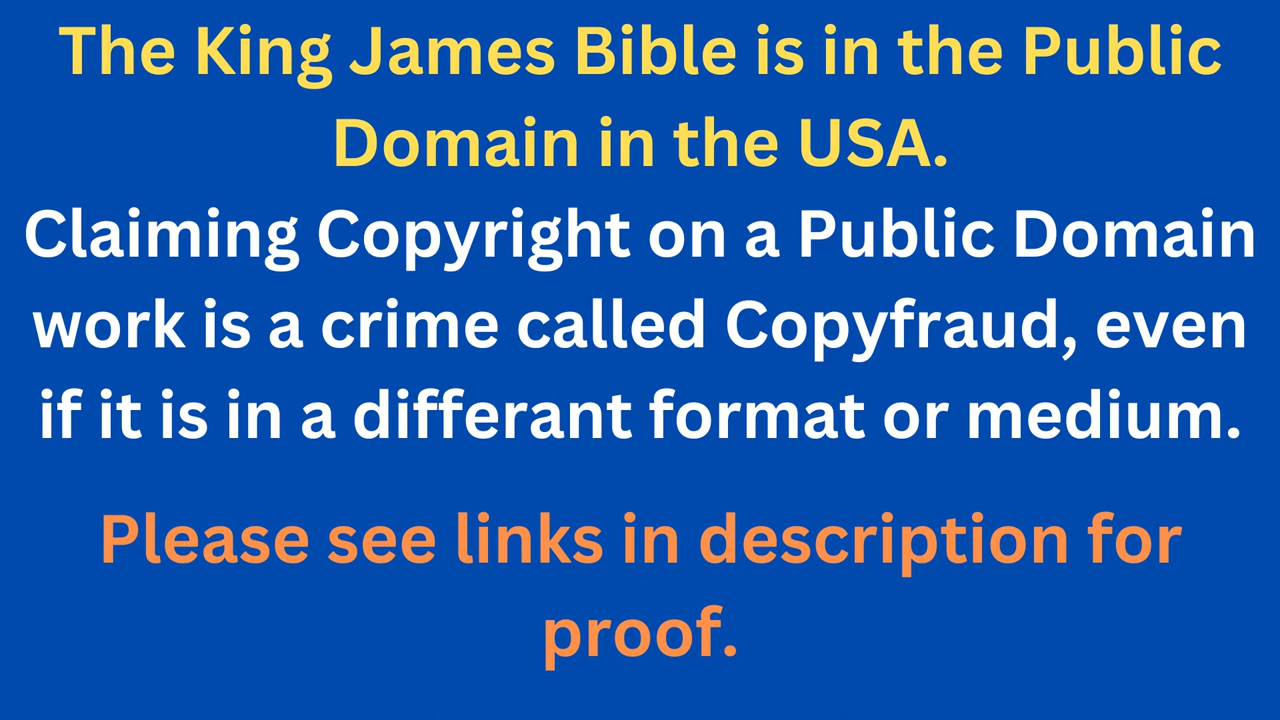 The King James Bible is in the Public
Domain in the USA.
Claiming Copyright on a Public Domain
work is a crime called Copyfraud, even
if it is in a differant format or medium.
Please see links in description for
proof.